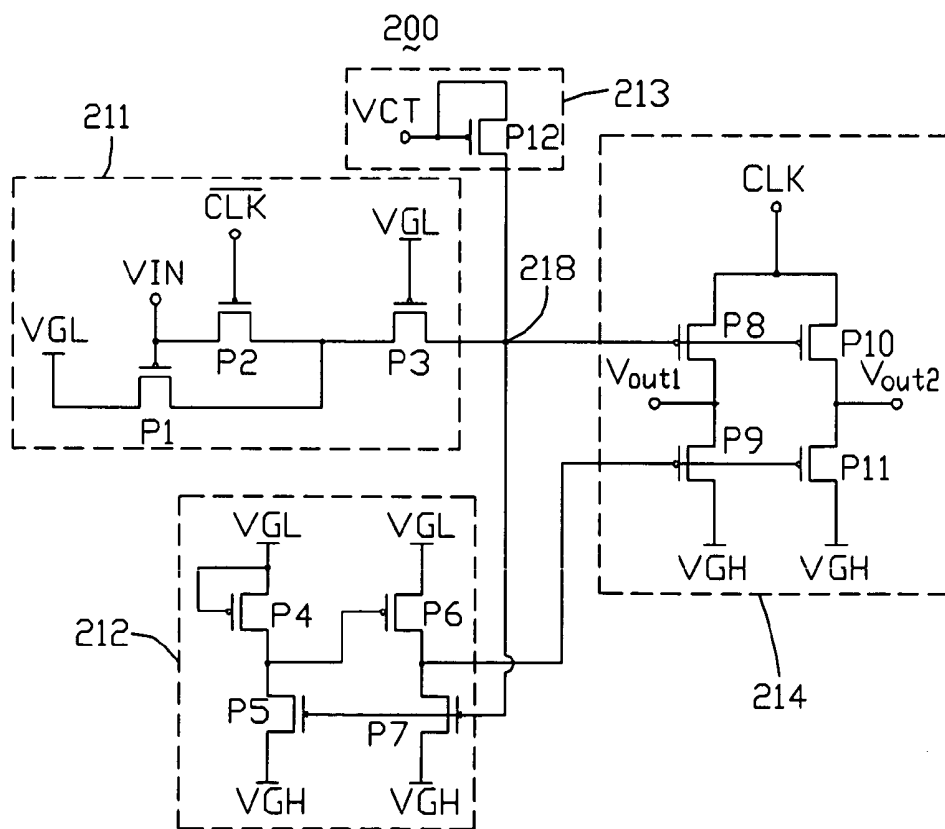 200
213
VCT
P12
211
CLK
CLK
VGL
218
VIN
VGL
P2
P3
P8
P10
Vout1
Vout2
P1
P9
P11
VGL
VGL
VGH
VGH
P4
P6
212
P5
P7
214
VGH
VGH